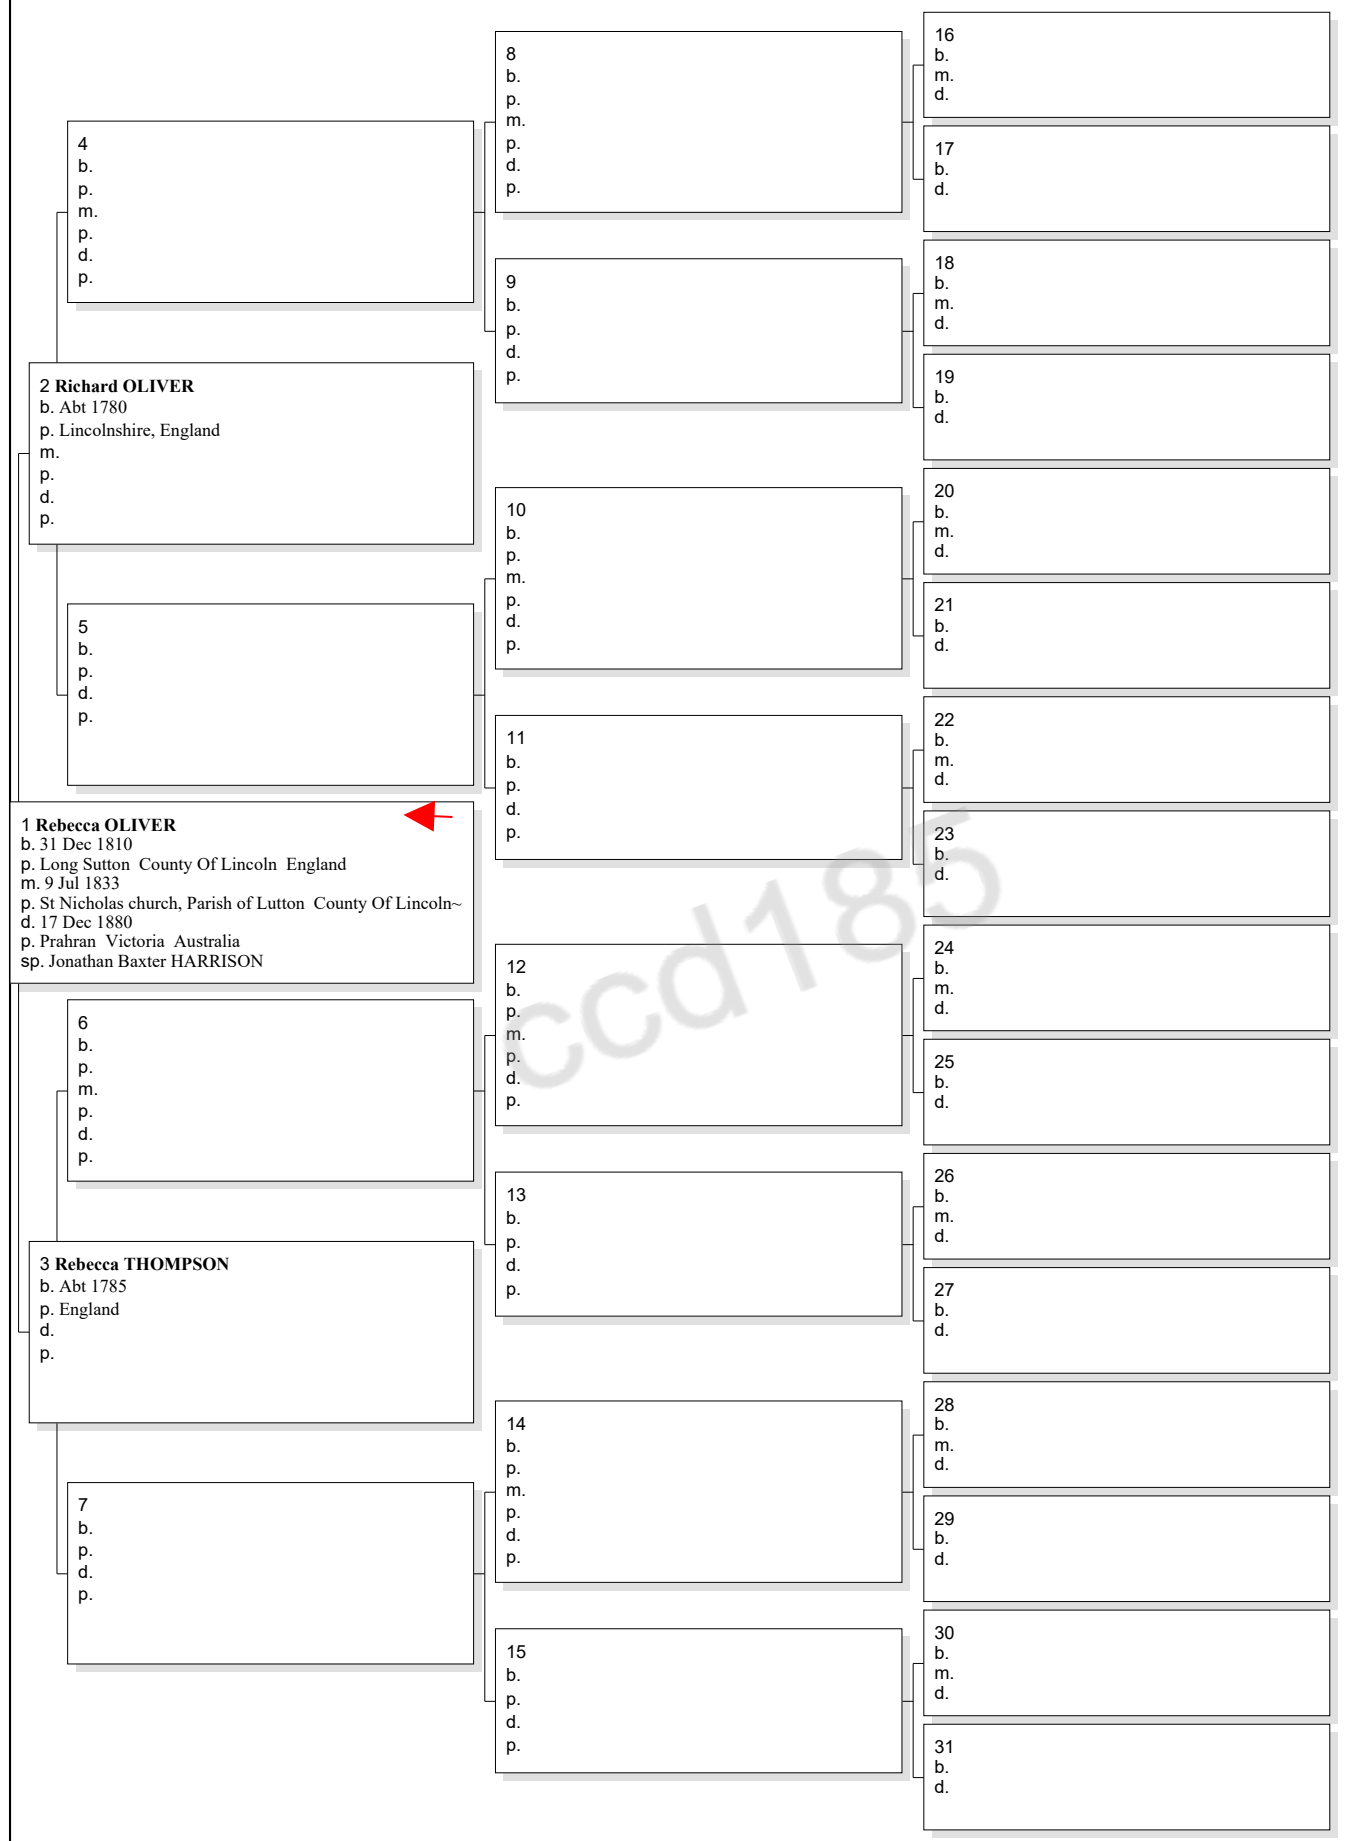 4
b.
p.
m.
p.
d.
p.
2 Richard OLIVER
b. Abt 1780
p. Lincolnshire, England
m.
p.
d.
p.
5
b.
p.
d.
p.
1 Rebecca OLIVER
b. 31 Dec 1810
p. Long Sutton  County Of Lincoln  England
m. 9 Jul 1833
p. St Nicholas church, Parish of Lutton  County Of Lincoln~
d. 17 Dec 1880
p. Prahran  Victoria  Australia
sp. Jonathan Baxter HARRISON
6
b.
p.
m.
p.
d.
p.
3 Rebecca THOMPSON
b. Abt 1785
p. England
d.
p.
7
b.
p.
d.
p.
8
b.
p.
m.
p.
d.
p.
9
b.
p.
d.
p.
10
b.
p.
m.
p.
d.
p.
11
b.
p.
d.
p.
12
b.
p.
m.
p.
d.
p.
13
b.
p.
d.
p.
14
b.
p.
m.
p.
d.
p.
15
b.
p.
d.
p.
16
b.
m.
d.
17
b.
d.
18
b.
m.
d.
19
b.
d.
20
b.
m.
d.
21
b.
d.
22
b.
m.
d.
23
b.
d.
24
b.
m.
d.
25
b.
d.
26
b.
m.
d.
27
b.
d.
28
b.
m.
d.
29
b.
d.
30
b.
m.
d.
31
b.
d.
ccd185